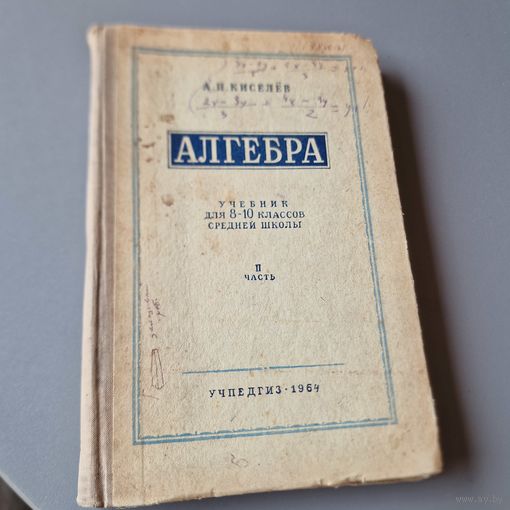 А.П. КИСЕЛЁВ
АЛГЕБРА
УЧЕБНИК
ДЛЯ 8-10 КЛАССОВ
СРЕДНЕЙ ШКОЛЫ
II
ЧАСТЬ
УЧПЕДГИЗ·1964